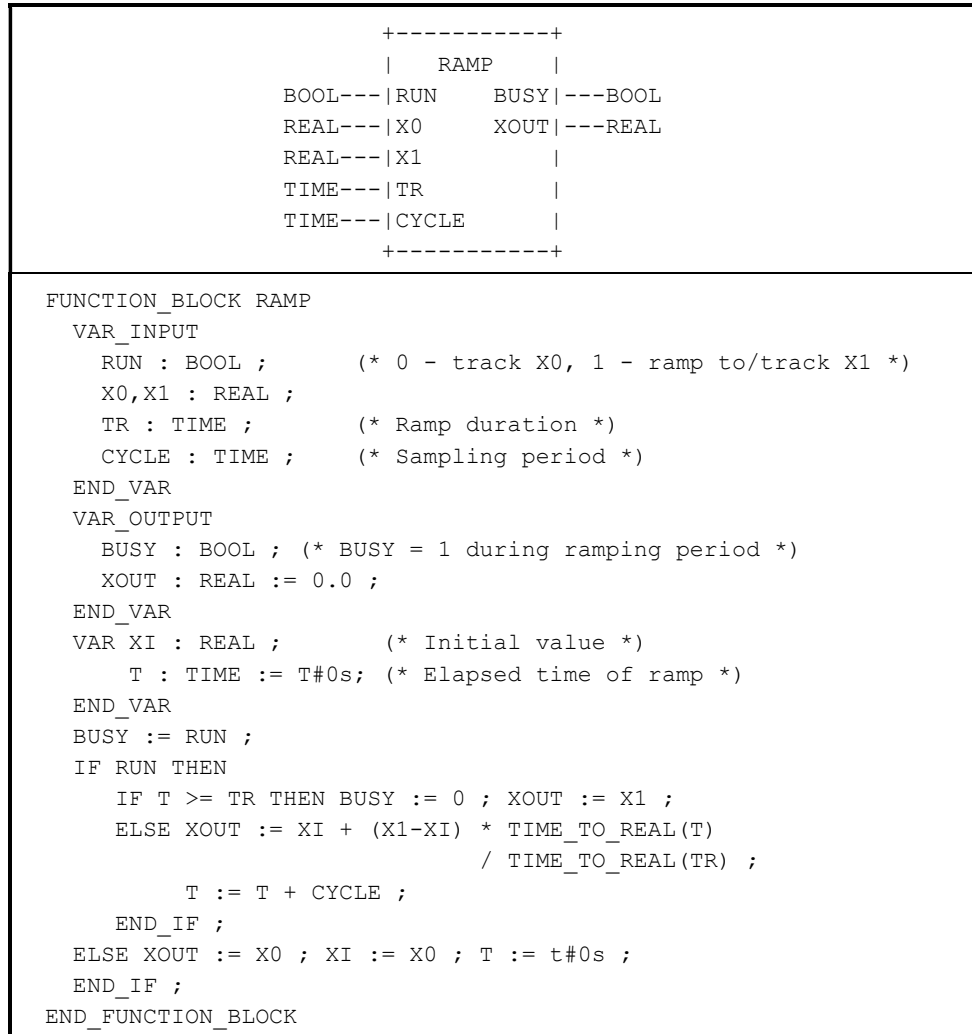 +-----------+
|   RAMP    |
BOOL---|RUN    BUSY|---BOOL
REAL---|X0     XOUT|---REAL
REAL---|X1         |
TIME---|TR         |
TIME---|CYCLE      |
+-----------+
FUNCTION_BLOCK RAMP
  VAR_INPUT
    RUN : BOOL ;       (* 0 - track X0, 1 - ramp to/track X1 *)
    X0,X1 : REAL ;
    TR : TIME ;        (* Ramp duration *)
    CYCLE : TIME ;     (* Sampling period *)
  END_VAR
  VAR_OUTPUT
    BUSY : BOOL ; (* BUSY = 1 during ramping period *)
    XOUT : REAL := 0.0 ;
  END_VAR
  VAR XI : REAL ;        (* Initial value *)
      T : TIME := T#0s; (* Elapsed time of ramp *)
  END_VAR
  BUSY := RUN ;
  IF RUN THEN
     IF T >= TR THEN BUSY := 0 ; XOUT := X1 ;
     ELSE XOUT := XI + (X1-XI) * TIME_TO_REAL(T)
                               / TIME_TO_REAL(TR) ;
          T := T + CYCLE ;
     END_IF ;
  ELSE XOUT := X0 ; XI := X0 ; T := t#0s ;
  END_IF ;
END_FUNCTION_BLOCK